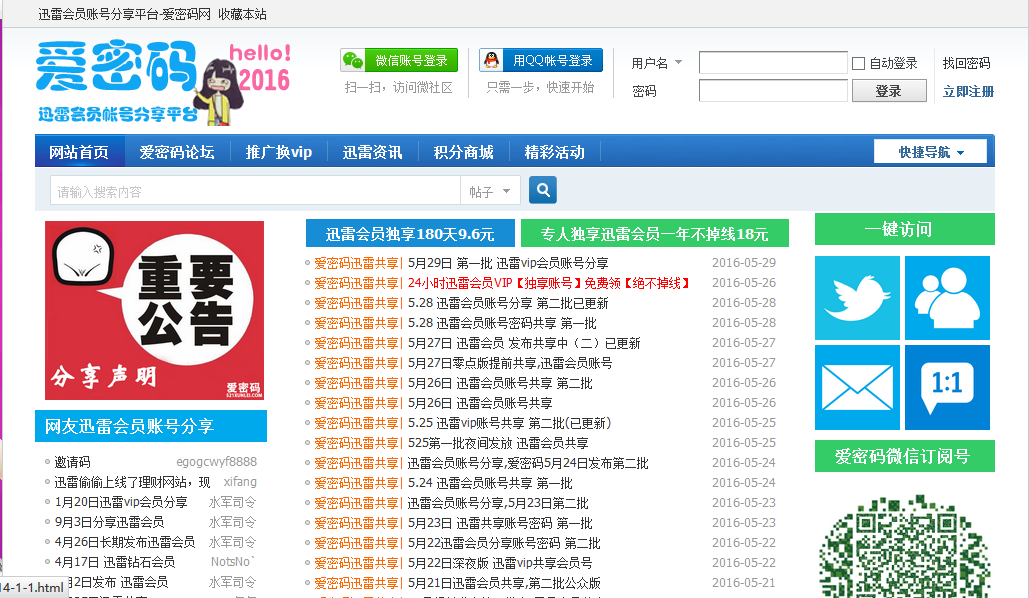 迅雷会员账号分享平台-爱密码网 收藏本站
爱密码
hello!
2016
迅雷会员帐号分享平台
微信账号登录
扫一扫，访问微社区
用QQ帐号登录
只需一步，快速开始
用户名
自动登录
找回密码
密码
登录
立即注册
网站首页 爱密码论坛 推广换vip 迅雷资讯 积分商城 精彩活动 快捷导航
请输入搜索内容 帖子
重要
公告
分享声明
爱密码
521XUNLEI.COM
网友迅雷会员账号分享
邀请码 egogcwyf8888
迅雷偷偷上线了理财网站，现 xifang
1月20日迅雷vip会员分享 水军司令
9月3日分享迅雷会员 水军司令
4月26日长期发布迅雷会员 水军司令
4月17日 迅雷钻石会员 NotsNo`
2日发布 迅雷会员 水军司令
14-1-1.html
迅雷会员独享180天9.6元 专人独享迅雷会员一年不掉线18元
爱密码迅雷共享| 5月29日 第一批 迅雷vip会员账号分享 2016-05-29
爱密码迅雷共享| 24小时迅雷会员VIP【独享账号】免费领【绝不掉线】 2016-05-26
爱密码迅雷共享| 5.28 迅雷会员账号分享 第二批已更新 2016-05-28
爱密码迅雷共享| 5.28 迅雷会员账号密码共享 第一批 2016-05-28
爱密码迅雷共享| 5月27日 迅雷会员 发布共享中（二）已更新 2016-05-27
爱密码迅雷共享| 5月27日零点版提前共享,迅雷会员账号 2016-05-27
爱密码迅雷共享| 5月26日 迅雷会员账号共享 第二批 2016-05-26
爱密码迅雷共享| 5月26日 迅雷会员账号共享 2016-05-26
爱密码迅雷共享| 5.25 迅雷vip账号共享 第二批(已更新) 2016-05-25
爱密码迅雷共享| 525第一批夜间发放 迅雷会员共享 2016-05-25
爱密码迅雷共享| 迅雷会员账号分享,爱密码5月24日发布第二批 2016-05-24
爱密码迅雷共享| 5.24 迅雷会员账号共享 第一批 2016-05-24
爱密码迅雷共享| 迅雷会员账号分享,5月23日第二批 2016-05-23
爱密码迅雷共享| 5月23日 迅雷共享账号密码 第一批 2016-05-23
爱密码迅雷共享| 5月22迅雷会员分享账号密码 第二批 2016-05-22
爱密码迅雷共享| 5月22日深夜版 迅雷vip共享会员号 2016-05-22
爱密码迅雷共享| 5月21日迅雷会员共享,第二批公众版 2016-05-21
一键访问
1:1
爱密码微信订阅号